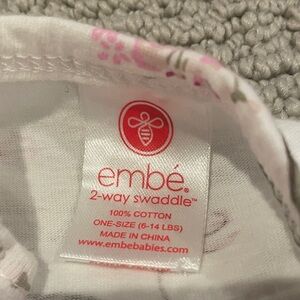 embé®
2-way swaddle™
100% COTTON
ONE-SIZE (6-14 LBS)
MADE IN CHINA
www.embebabies.com